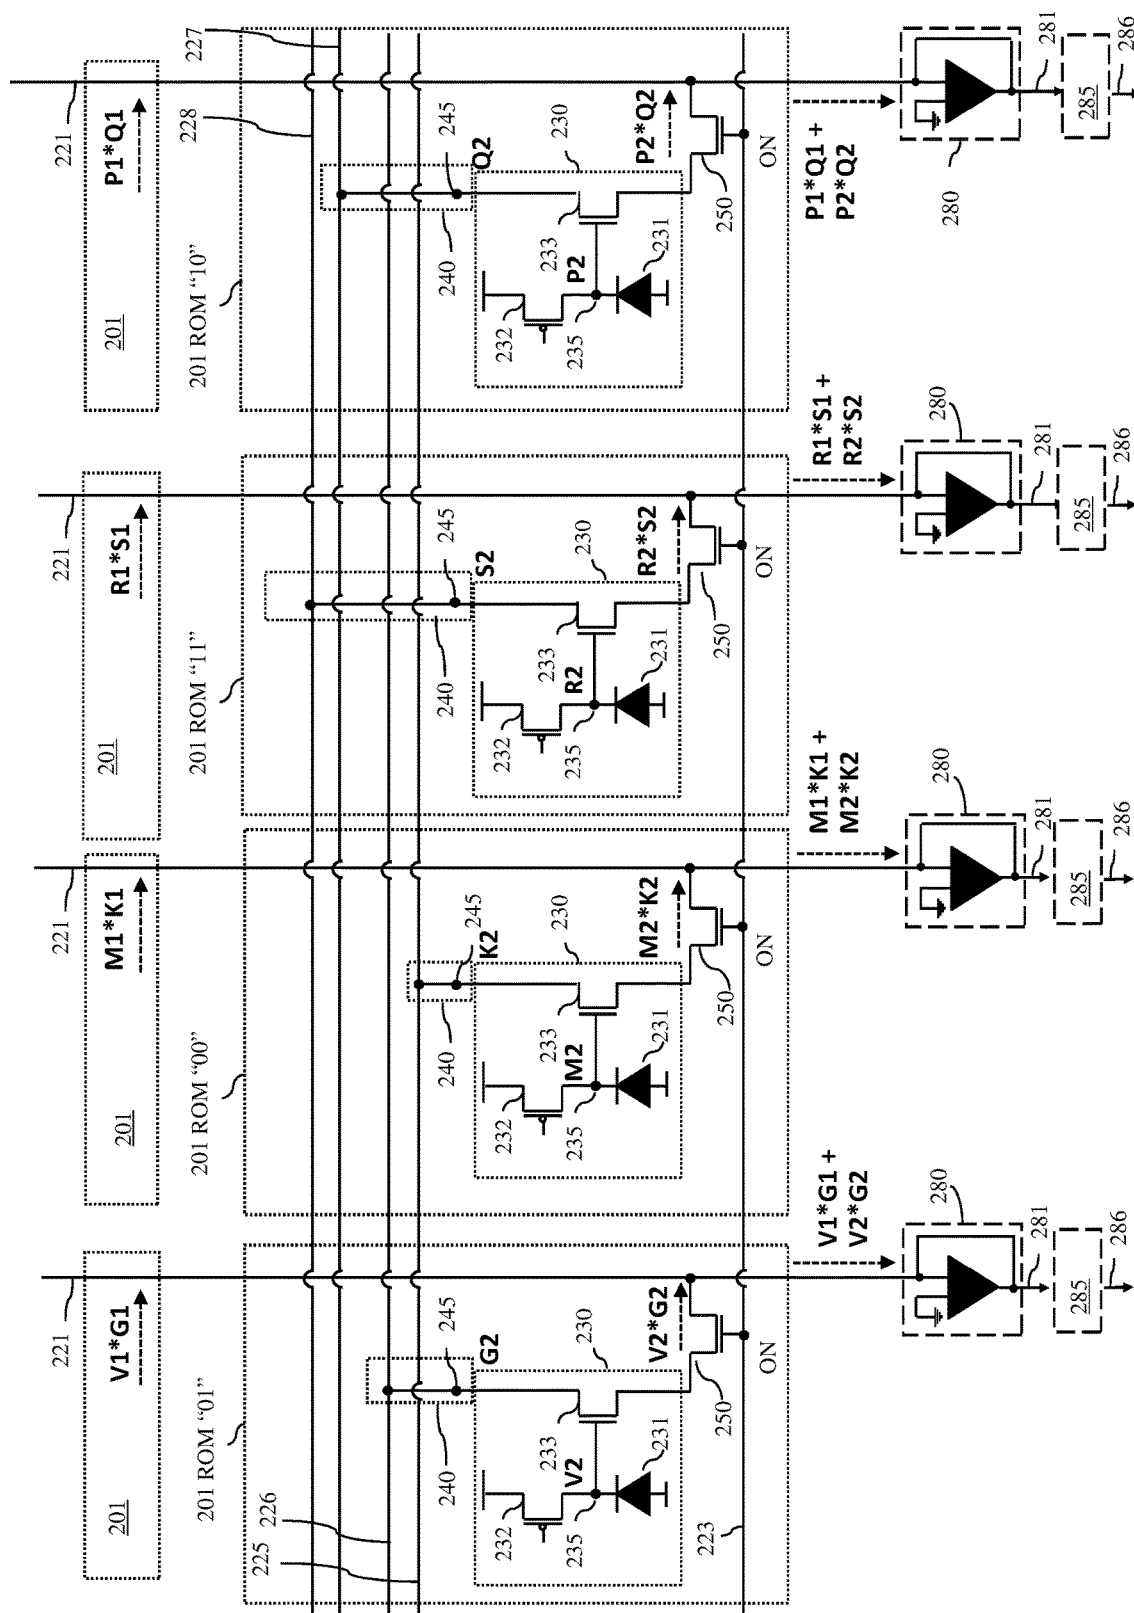 221
V1*G1
201
201 ROM "01"
226
225
245
240
G2
232
233
V2
235
231
230
V2*G2
250
223
ON
V1*G1 +
V2*G2
280
281
285
286
221
M1*K1
201
201 ROM "00"
245
240
K2
232
233
M2
235
231
230
M2*K2
250
ON
M1*K1 +
M2*K2
280
281
285
286
221
R1*S1
201
201 ROM "11"
245
240
S2
232
233
R2
235
231
230
R2*S2
250
ON
R1*S1 +
R2*S2
280
281
285
286
221
P1*Q1
201
201 ROM "10"
228
227
245
240
Q2
232
233
P2
235
231
230
P2*Q2
250
ON
P1*Q1 +
P2*Q2
280
281
285
286